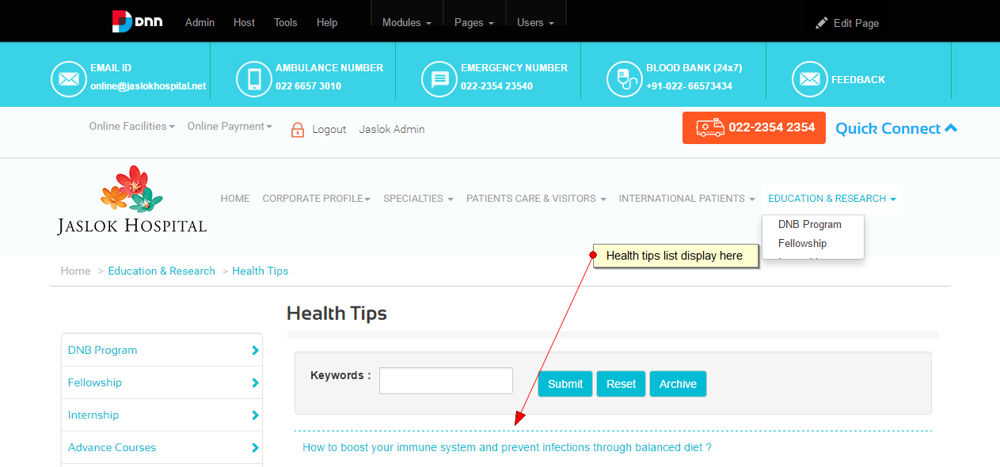 DNN Admin Host Tools Help Modules Pages Users Edit Page
EMAIL ID
online@jaslokhospital.net
AMBULANCE NUMBER
022 6657 3010
EMERGENCY NUMBER
022-2354 23540
BLOOD BANK (24x7)
+91-022- 66573434
FEEDBACK
Online Facilities Online Payment Logout Jaslok Admin 022-2354 2354 Quick Connect
JASLOK HOSPITAL
HOME CORPORATE PROFILE SPECIALTIES PATIENTS CARE & VISITORS INTERNATIONAL PATIENTS EDUCATION & RESEARCH
DNB Program
Fellowship
Health tips list display here
Home > Education & Research > Health Tips
Health Tips
DNB Program
Fellowship
Internship
Advance Courses
Keywords : Submit Reset Archive
How to boost your immune system and prevent infections through balanced diet ?